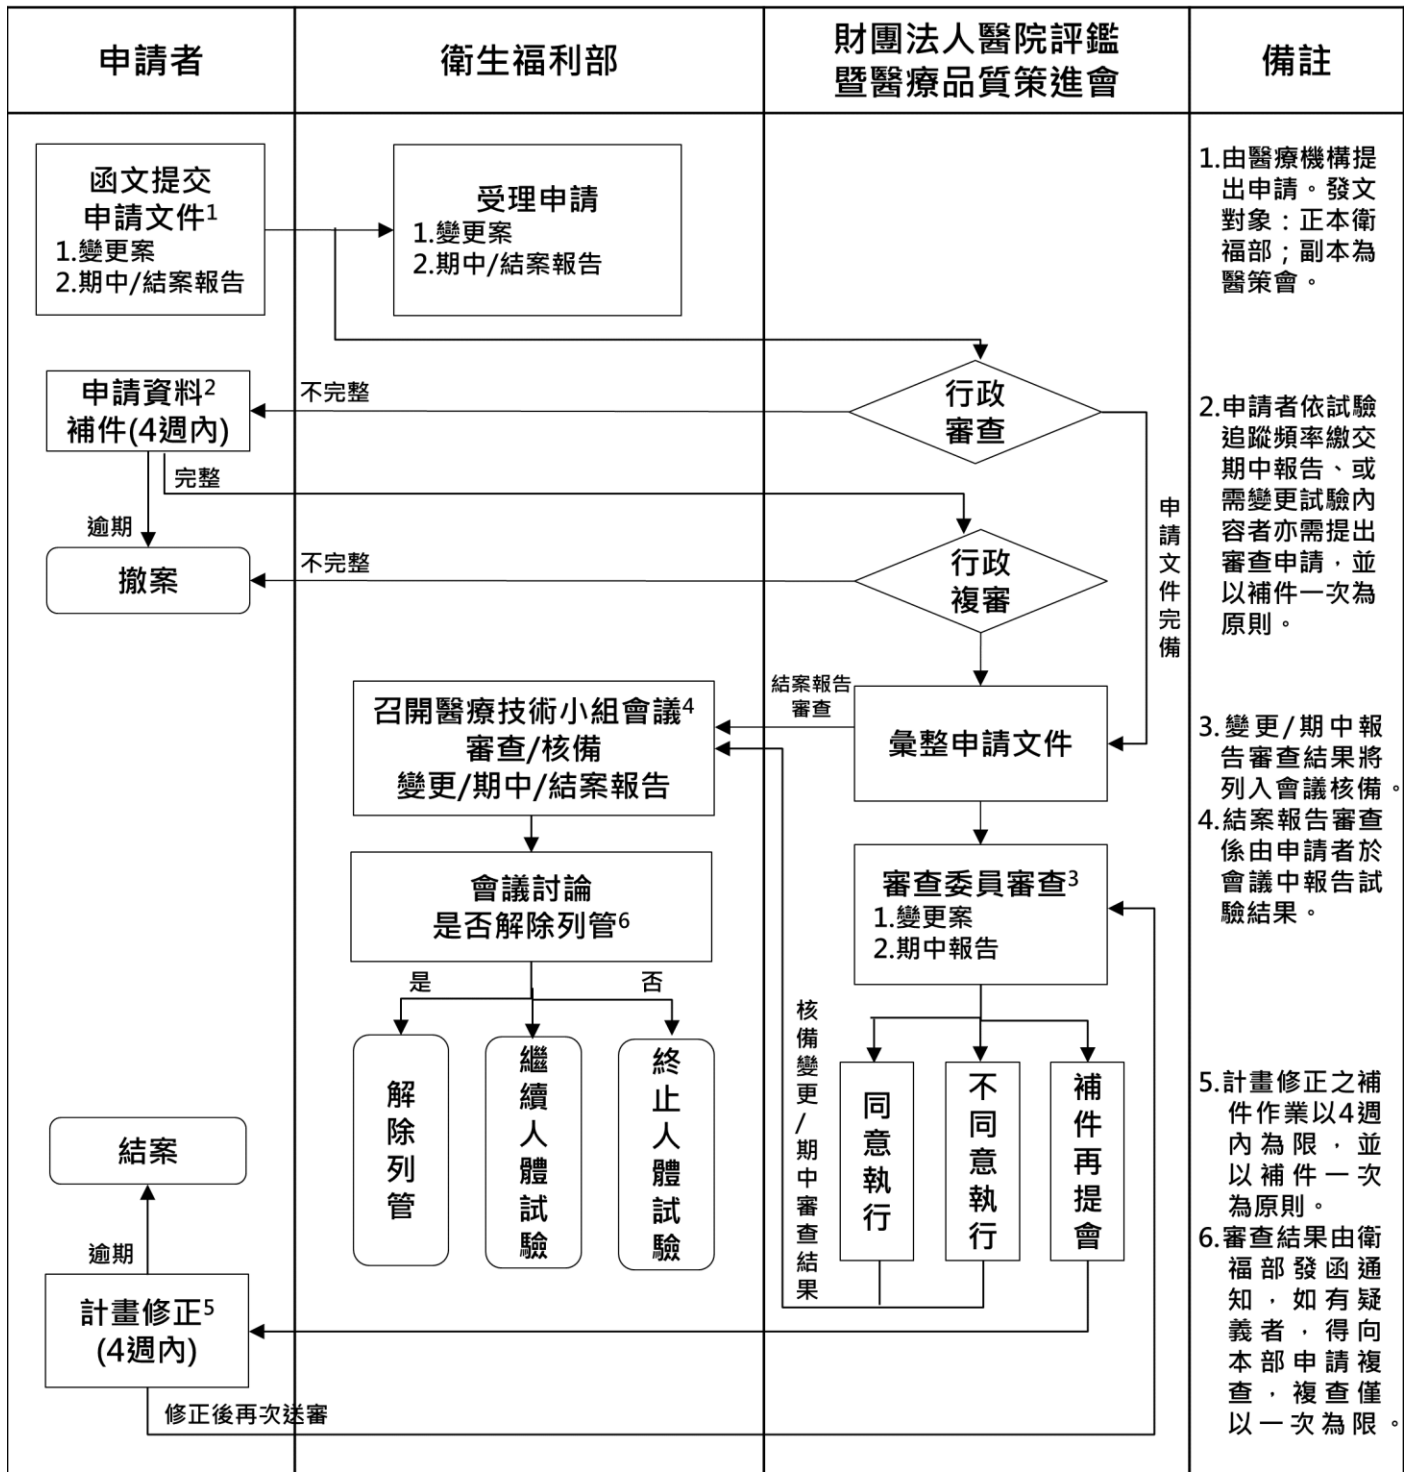 申請者
衛生福利部
財團法人醫院評鑑
暨醫療品質策進會
備註
函文提交
申請文件1
1.變更案
2.期中/結案報告
受理申請
1.變更案
2.期中/結案報告
1.由醫療機構提
出申請。發文
對象：正本衛
福部；副本為
醫策會。
行政
審查
不完整
申請資料2
補件(4週內)
完整
逾期
申請文件完備
2.申請者依試驗
追蹤頻率繳交
期中報告、或
需變更試驗內
容者亦需提出
審查申請，並
以補件一次為
原則。
行政
複審
不完整
撤案
結案報告
審查
彙整申請文件
召開醫療技術小組會議4
審查/核備
變更/期中/結案報告
3.變更/期中報
告審查結果將
列入會議核備。
4.結案報告審查
係由申請者於
會議中報告試
驗結果。
會議討論
是否解除列管6
審查委員審查3
1.變更案
2.期中報告
是
否
解除列管
繼續人體試驗
終止人體試驗
核備變更/期中審查結果
同意執行
不同意執行
補件再提會
結案
逾期
計畫修正5
(4週內)
修正後再次送審
5.計畫修正之補
件作業以4週
內為限，並
以補件一次
為原則。
6.審查結果由衛
福部發函通
知，如有疑
義者，得向
本部申請複
查，複查僅
以一次為限。